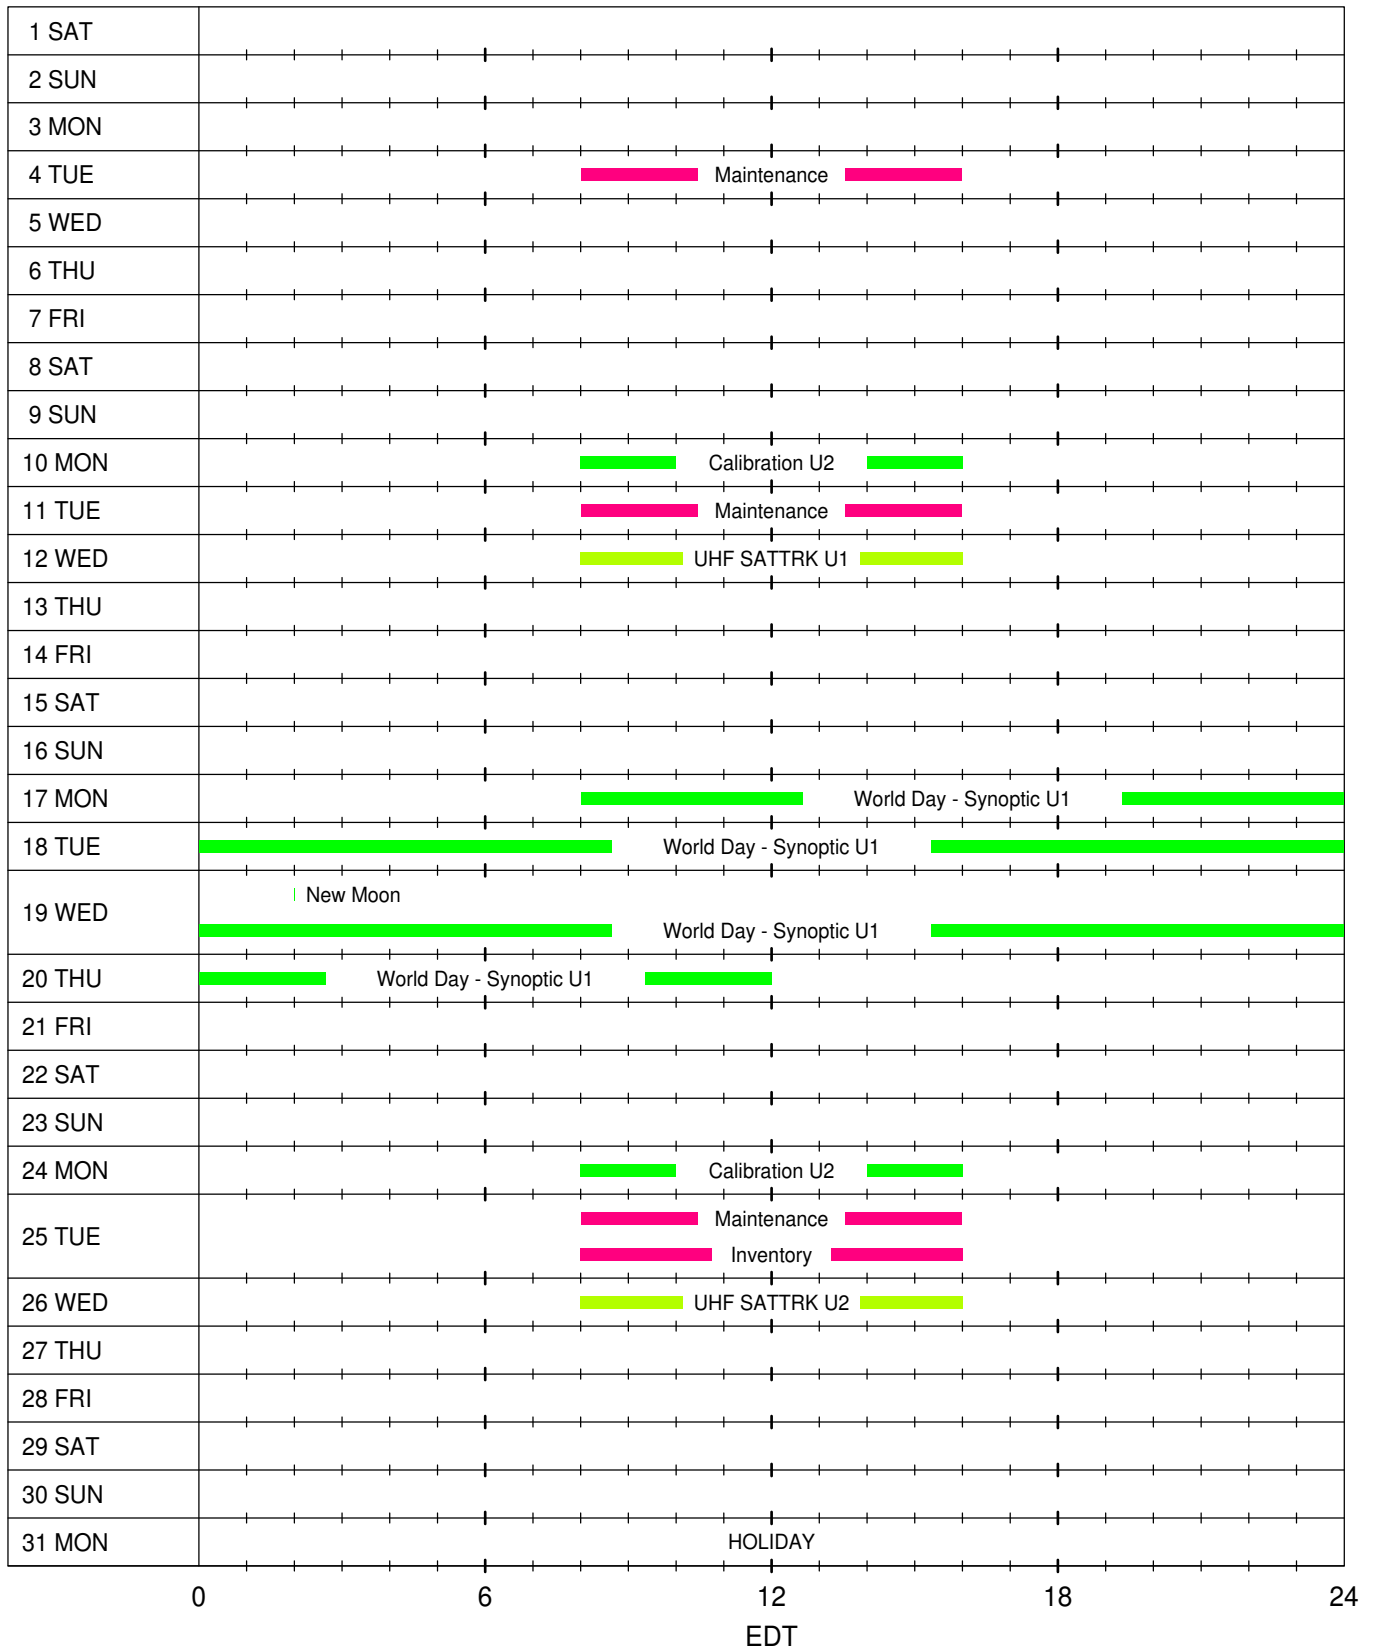 1 SAT
2 SUN
3 MON
4 TUE Maintenance
5 WED
6 THU
7 FRI
8 SAT
9 SUN
10 MON Calibration U2
11 TUE Maintenance
12 WED UHF SATTRK U1
13 THU
14 FRI
15 SAT
16 SUN
17 MON World Day - Synoptic U1
18 TUE World Day - Synoptic U1
New Moon
19 WED
World Day - Synoptic U1
20 THU World Day - Synoptic U1
21 FRI
22 SAT
23 SUN
24 MON Calibration U2
Maintenance
25 TUE
Inventory
26 WED UHF SATTRK U2
27 THU
28 FRI
29 SAT
30 SUN
31 MON HOLIDAY
0 6 12 18 24
EDT